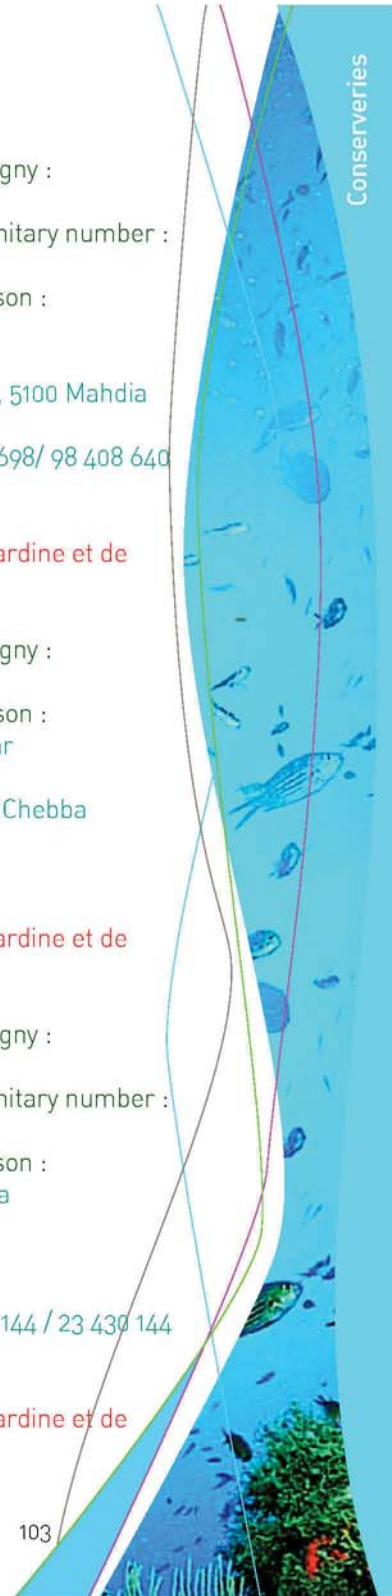 Conserveries
gny :
nitary number :
son :
, 5100 Mahdia
698/ 98 408 640
ardine et de
gny :
son :
ar
Chebba
ardine et de
gny :
nitary number :
son :
a
144 / 23 430 144
ardine et de
103